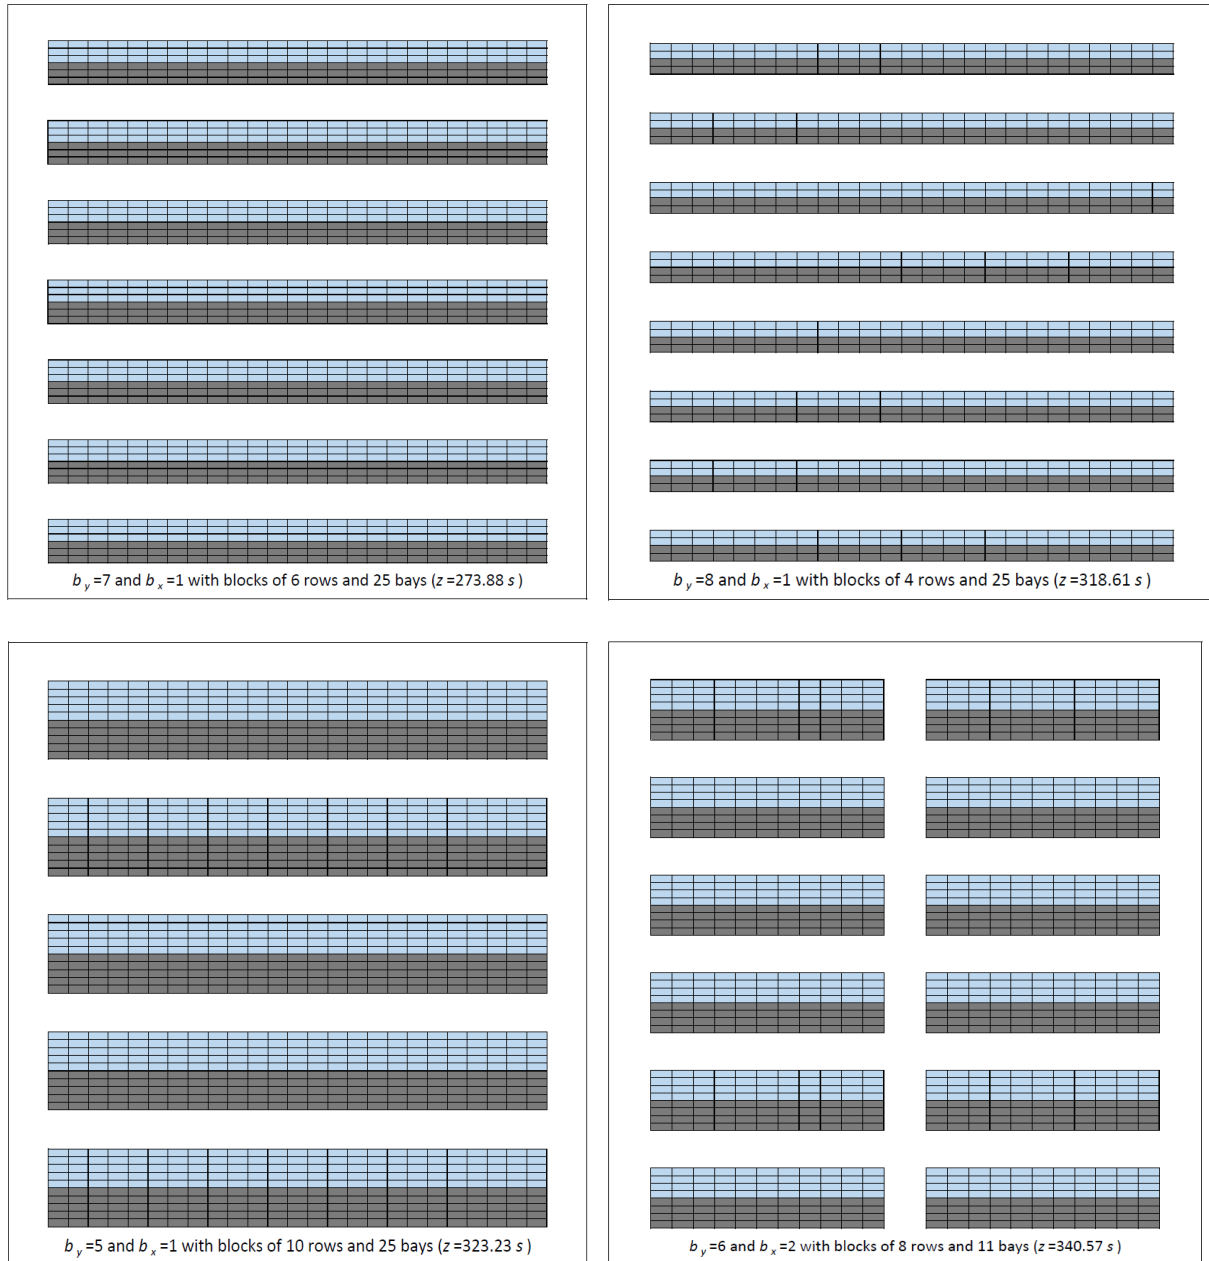 b y =7 and b x =1 with blocks of 6 rows and 25 bays (z =273.88 s )
b y =8 and b x =1 with blocks of 4 rows and 25 bays (z =318.61 s )
b y =5 and b x =1 with blocks of 10 rows and 25 bays (z =323.23 s )
b y =6 and b x =2 with blocks of 8 rows and 11 bays (z =340.57 s )